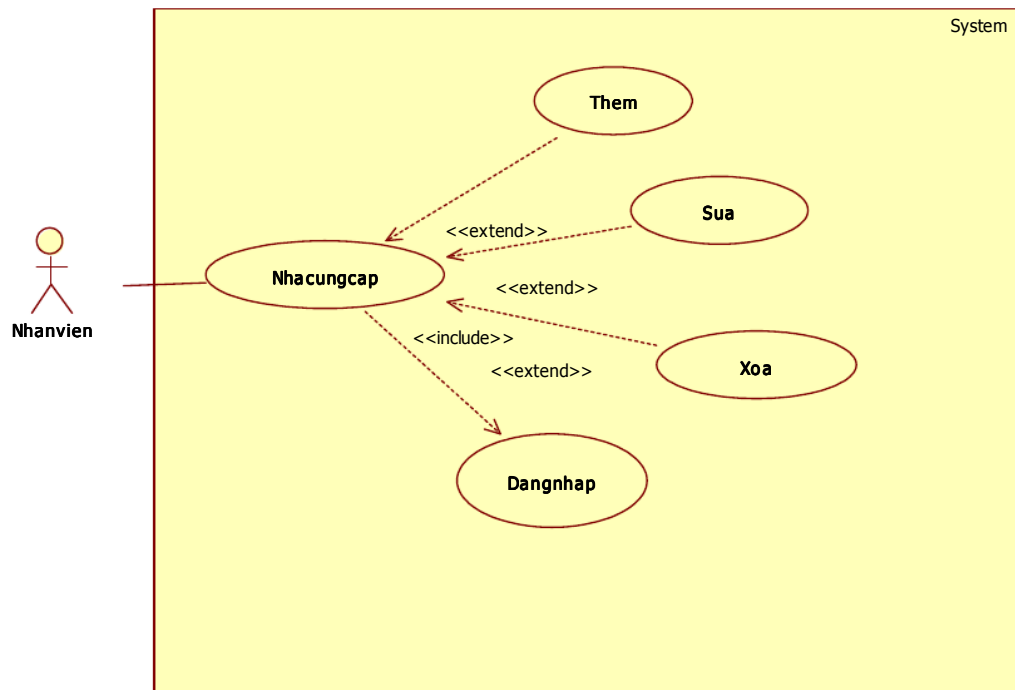 System
Them
Sua
<<extend>>
Nhacungcap
<<extend>>
Nhanvien
<<include>>
<<extend>>
Xoa
Dangnhap